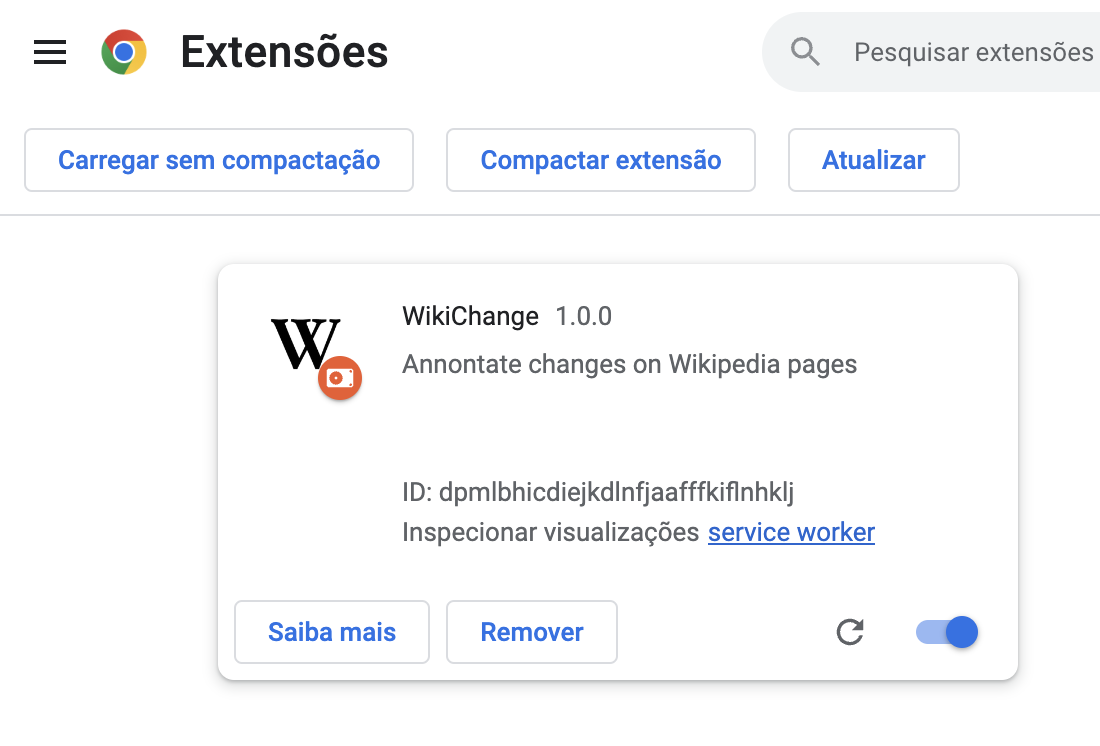 Extensões
Pesquisar extensões
Carregar sem compactação
Compactar extensão
Atualizar
W
WikiChange 1.0.0
Annontate changes on Wikipedia pages
ID: dpmlbhicdiejkdlnfjaafffkiflnhklj
Inspecionar visualizações service worker
Saiba mais
Remover